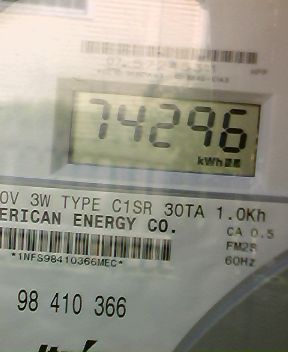 74296
kWh
0V 3W TYPE C1SR 30TA 1.0Kh
ERICAN ENERGY CO.
CA 0.5
FM2S
60Hz
*1NFS98410366MEC*
98 410 366